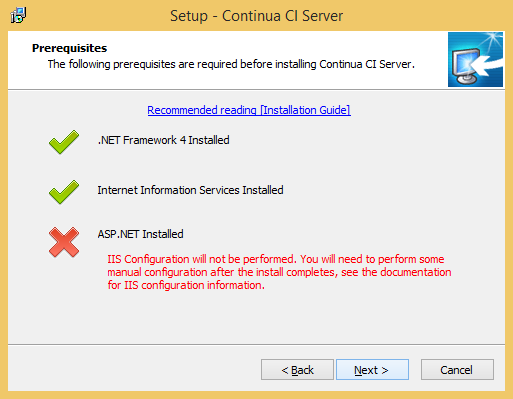 Setup - Continua CI Server
Prerequisites
The following prerequisites are required before installing Continua CI Server.
Recommended reading [Installation Guide]
.NET Framework 4 Installed
Internet Information Services Installed
ASP.NET Installed
IIS Configuration will not be performed. You will need to perform some
manual configuration after the install completes, see the documentation
for IIS configuration information.
< Back
Next >
Cancel